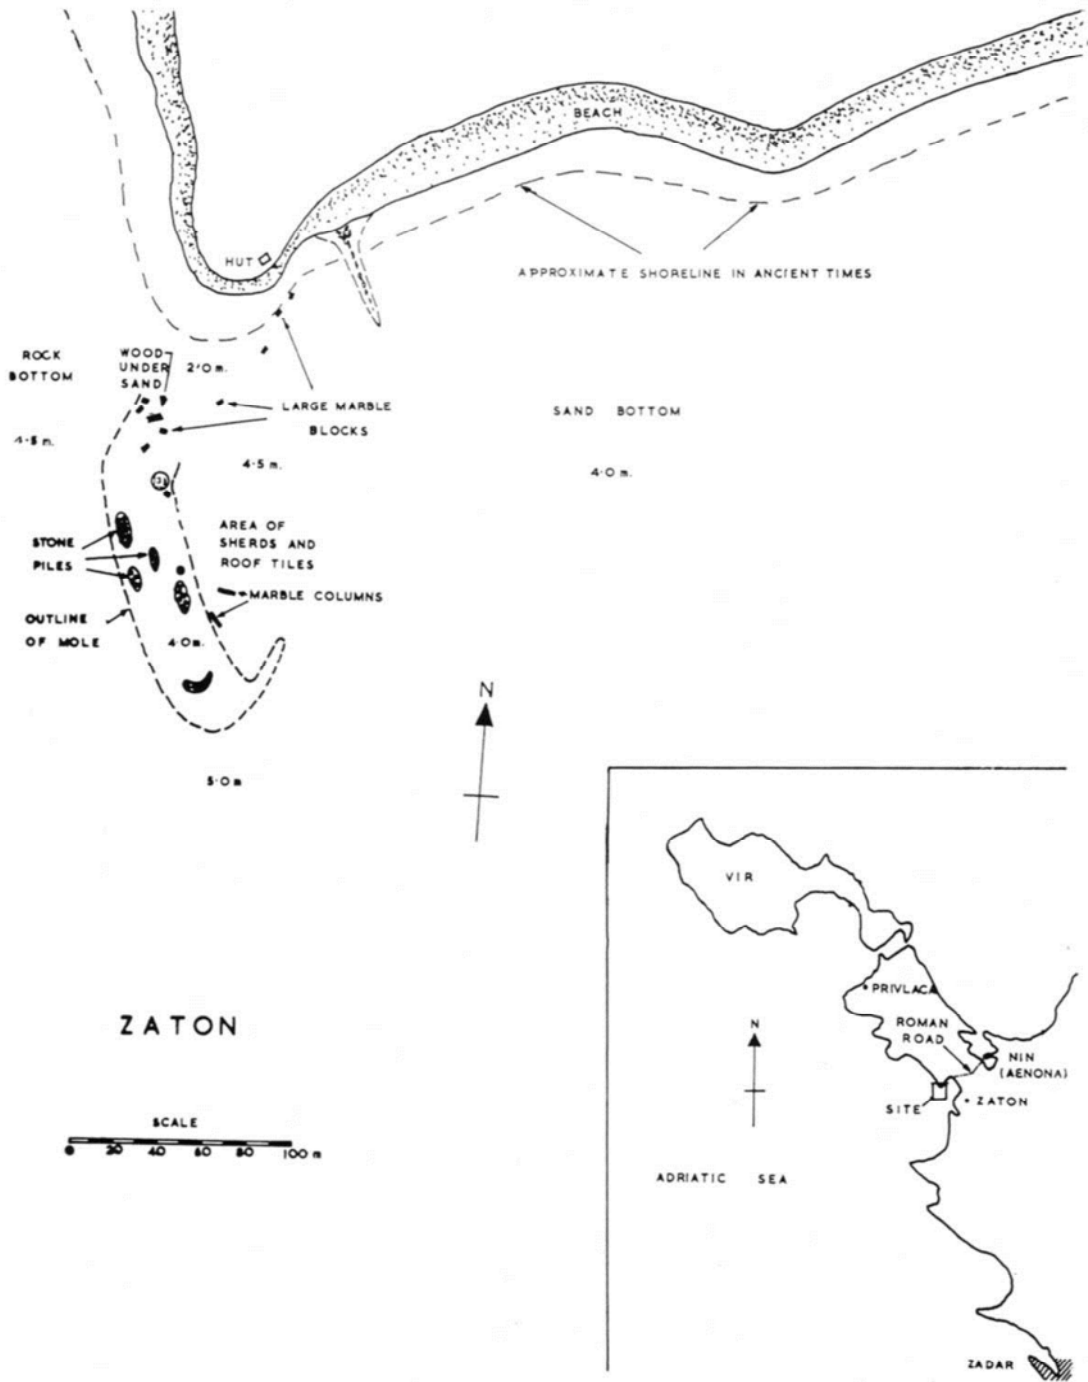 BEACH
HUT
APPROXIMATE SHORELINE IN ANCIENT TIMES
ROCK
BOTTOM
WOOD
UNDER
SAND
2·0 m.
LARGE MARBLE
BLOCKS
SAND BOTTOM
4·5 m.
4·5 m.
4·0 m.
STONE
PILES
AREA OF
SHERDS AND
ROOF TILES
MARBLE COLUMNS
OUTLINE
OF MOLE
4·0 m.
N
5·0 m
VIR
PRIVLACA
ROMAN
ROAD
N
NIN
(AENONA)
SITE
ZATON
ADRIATIC SEA
ZADAR
ZATON
SCALE
0 20 40 60 80 100 m